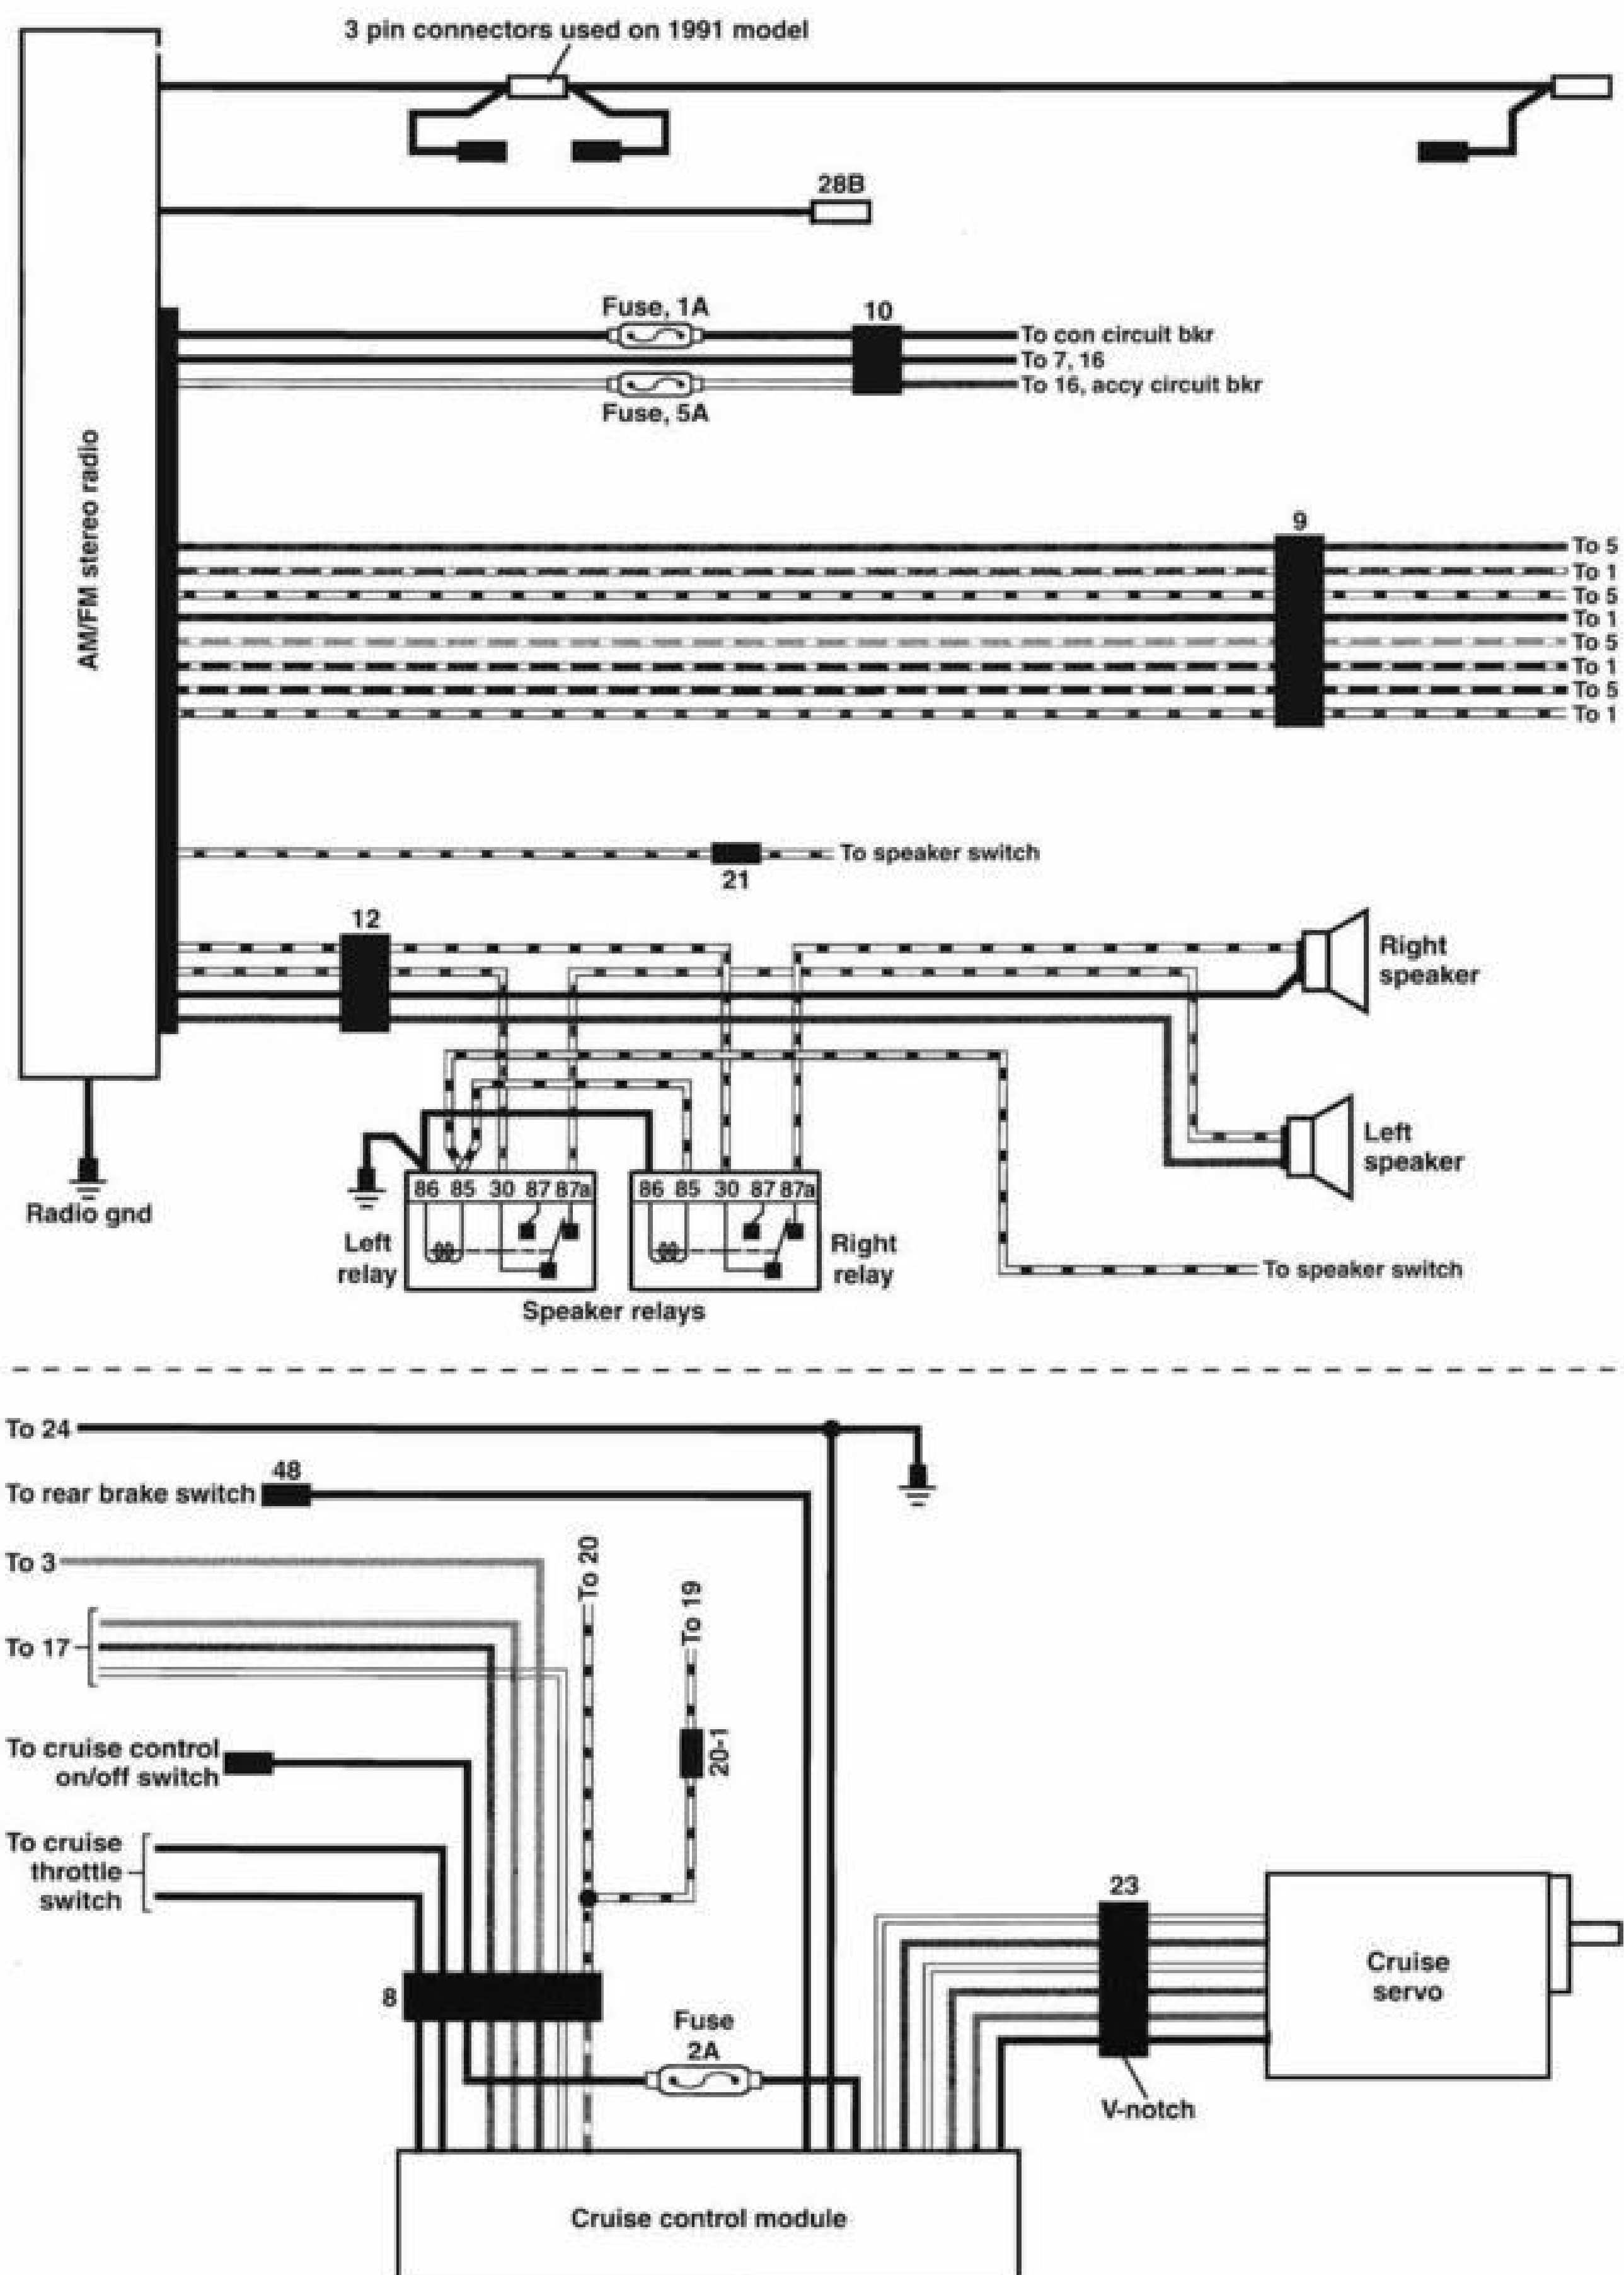 3 pin connectors used on 1991 model
28B
Fuse, 1A
10
To con circuit bkr
To 7, 16
To 16, accy circuit bkr
Fuse, 5A
AM/FM stereo radio
9
To 5
To 1
To 5
To 1
To 5
To 1
To 5
To 1
To speaker switch
21
12
Right
speaker
Left
speaker
Radio gnd
86 85 30 87 87a
86 85 30 87 87a
Left
relay
Right
relay
Speaker relays
To speaker switch
To 24
48
To rear brake switch
To 3
To 20
To 19
To 17
20-1
To cruise control
on/off switch
To cruise
throttle
switch
8
Fuse
2A
23
Cruise
servo
V-notch
Cruise control module